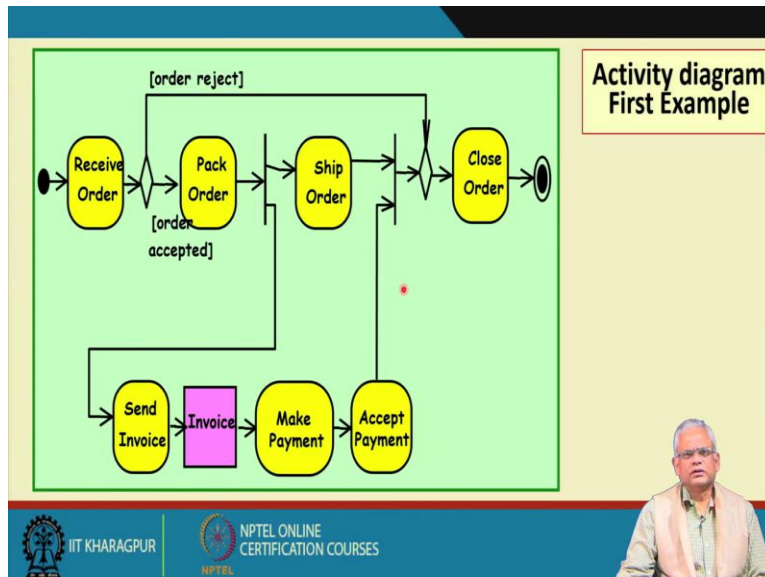 Activity diagram
First Example
[order reject]
Receive
Order
Pack
Order
Ship
Order
Close
Order
[order
accepted]
Send
Invoice
Invoice
Make
Payment
Accept
Payment
IIT KHARAGPUR
NPTEL
NPTEL ONLINE
CERTIFICATION COURSES